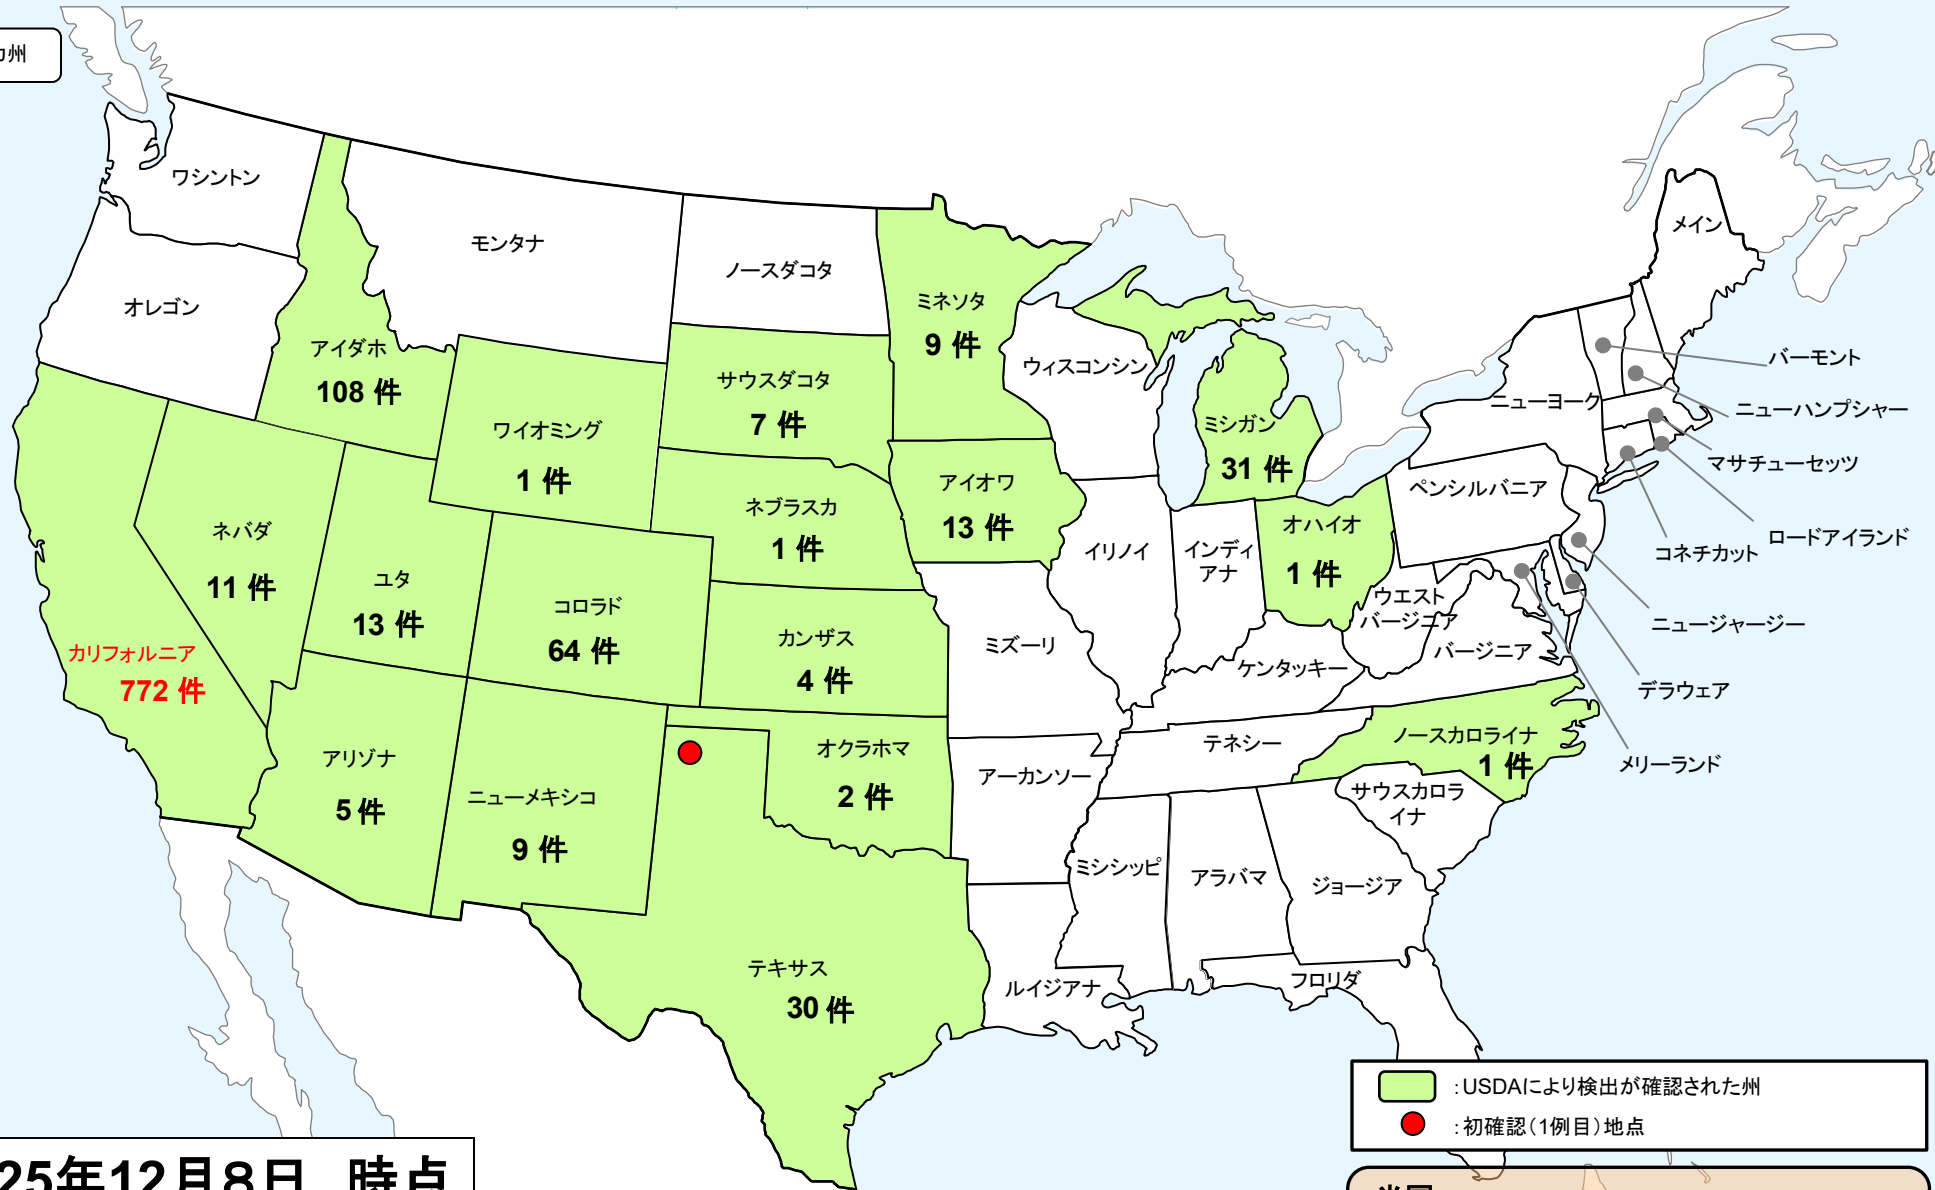 カ州
ワシントン
オレゴン
モンタナ
ノースダコタ
メイン
アイダホ
108 件
ミネソタ
9 件
サウスダコタ
7 件
ウィスコンシン
バーモント
ニューヨーク
ニューハンプシャー
ワイオミング
1 件
ミシガン
31 件
マサチューセッツ
ネブラスカ
1 件
アイオワ
13 件
ペンシルバニア
ロードアイランド
コネチカット
ネバダ
11 件
イリノイ
インディ
アナ
オハイオ
1 件
ユタ
13 件
コロラド
64 件
カンザス
4 件
ミズーリ
ウエスト
バージニア
バージニア
ケンタッキー
ニュージャージー
デラウェア
メリーランド
カリフォルニア
772 件
アリゾナ
5 件
ニューメキシコ
9 件
オクラホマ
2 件
アーカンソー
テネシー
ノースカロライナ
1 件
サウスカロラ
イナ
ミシシッピ
アラバマ
ジョージア
テキサス
30 件
ルイジアナ
フロリダ
:USDAにより検出が確認された州
:初確認（1例目）地点
25年12月８日　時点
米国